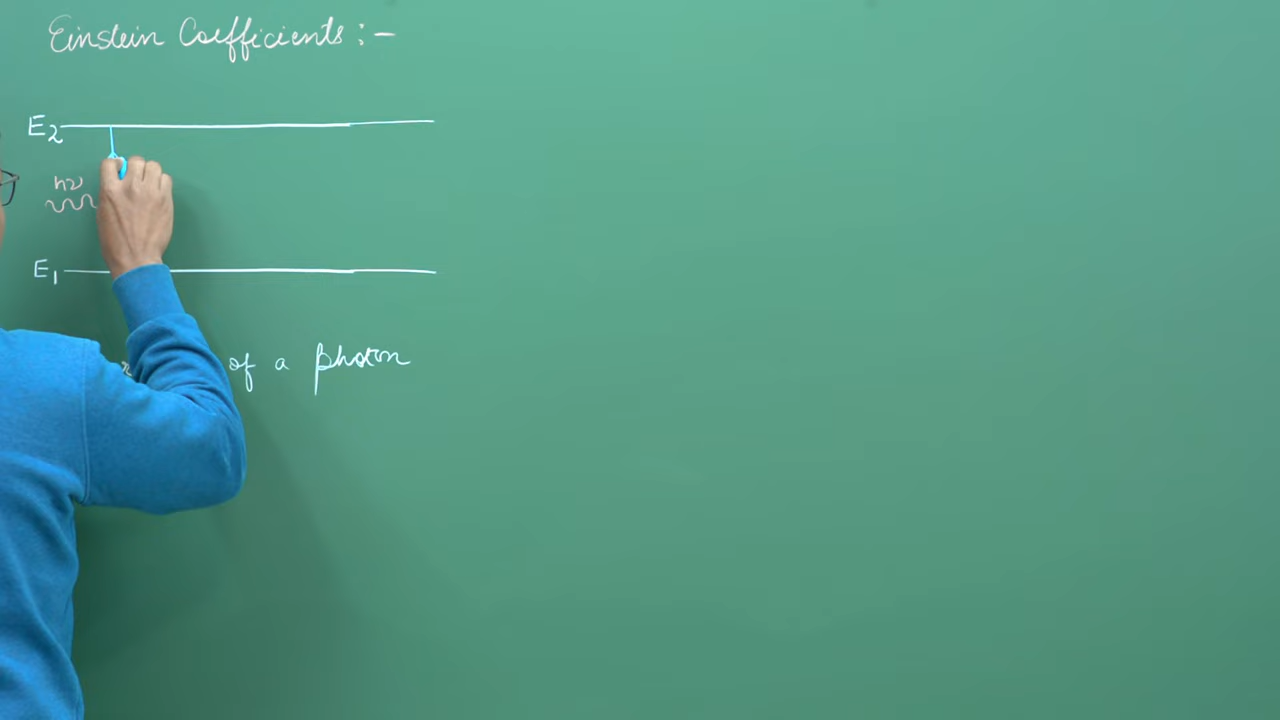 Einstein Coefficients :-
E2
hν
E1
of a photon